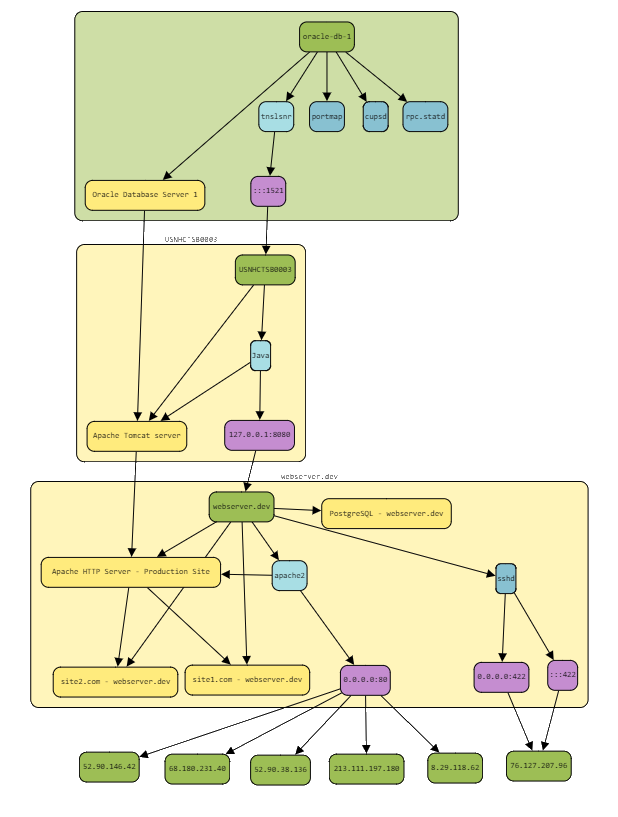 oracle-db-1
tnslsnr
portmap
cupsd
rpc.statd
Oracle Database Server 1
:::1521
USNHCTSB0003
USNHCTSB0003
Java
Apache Tomcat server
127.0.0.1:8080
webserver.dev
webserver.dev
PostgreSQL - webserver.dev
Apache HTTP Server - Production Site
apache2
sshd
site2.com - webserver.dev
site1.com - webserver.dev
0.0.0.0:80
0.0.0.0:422
:::422
52.90.146.42
68.180.231.40
52.90.38.136
213.111.197.180
8.29.118.62
76.127.207.96